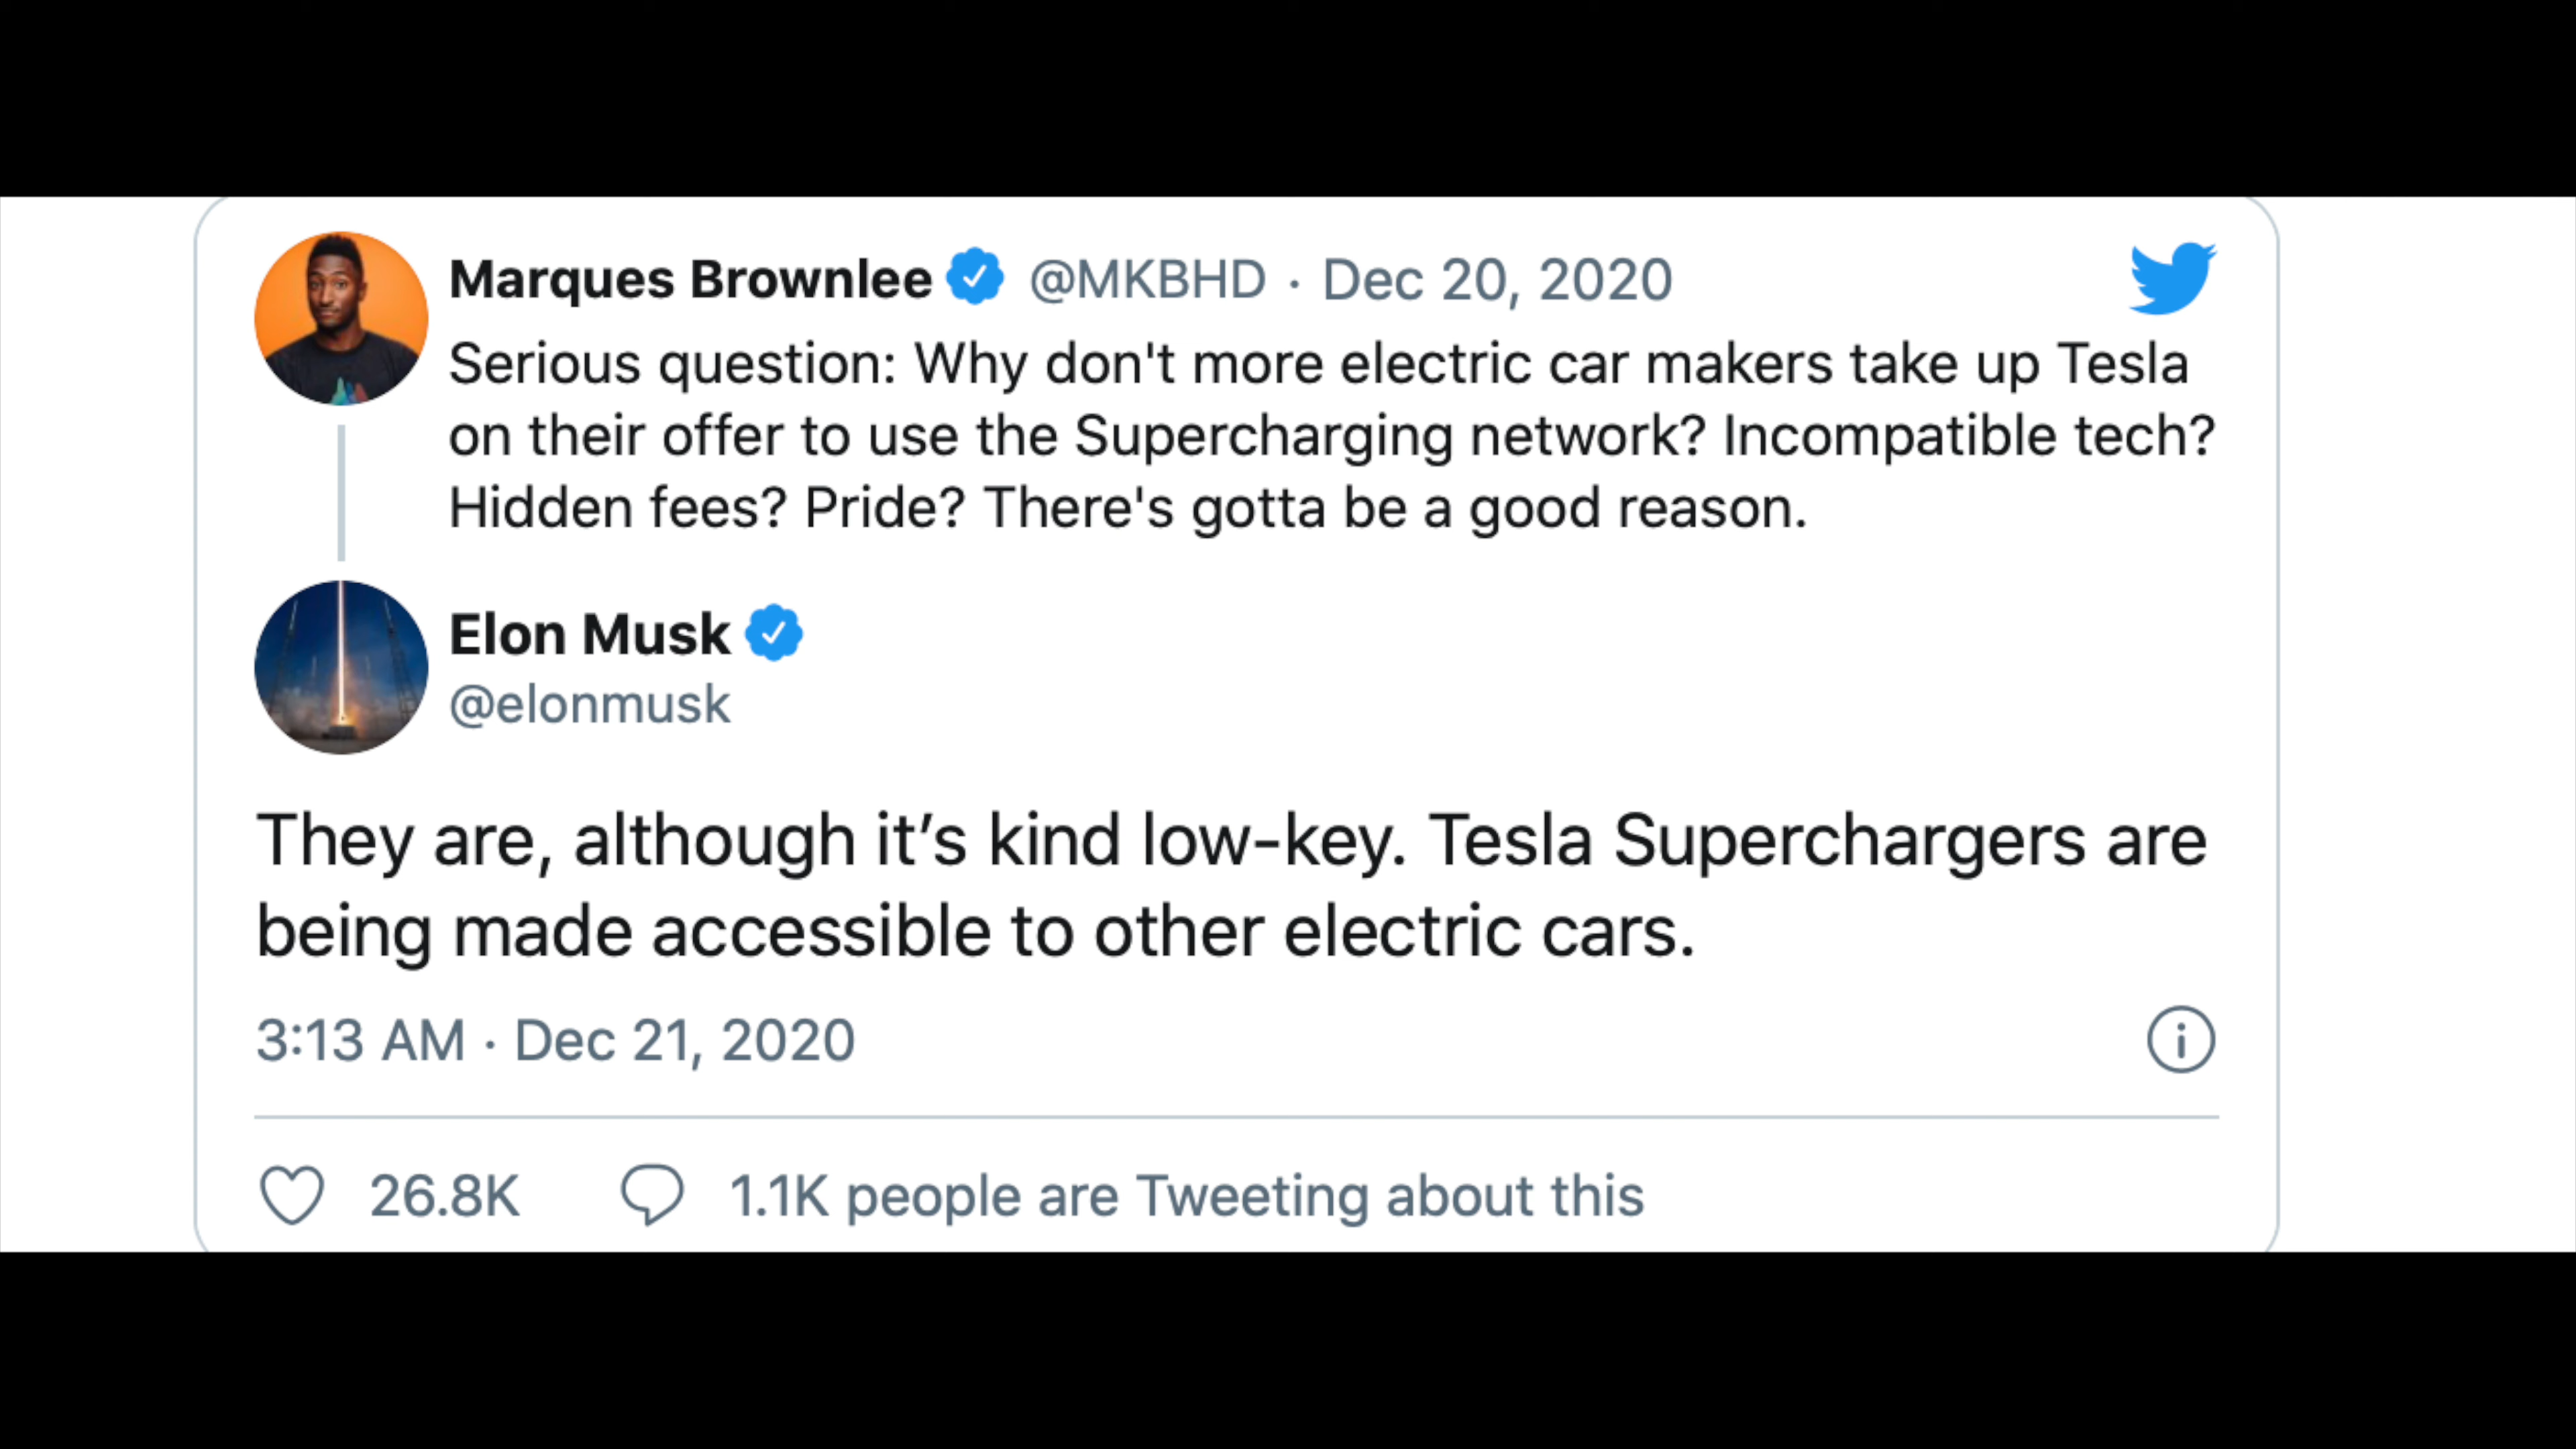 Marques Brownlee @MKBHD · Dec 20, 2020
Serious question: Why don't more electric car makers take up Tesla
on their offer to use the Supercharging network? Incompatible tech?
Hidden fees? Pride? There's gotta be a good reason.
Elon Musk
@elonmusk
They are, although it’s kind low-key. Tesla Superchargers are
being made accessible to other electric cars.
3:13 AM · Dec 21, 2020
26.8K 1.1K people are Tweeting about this